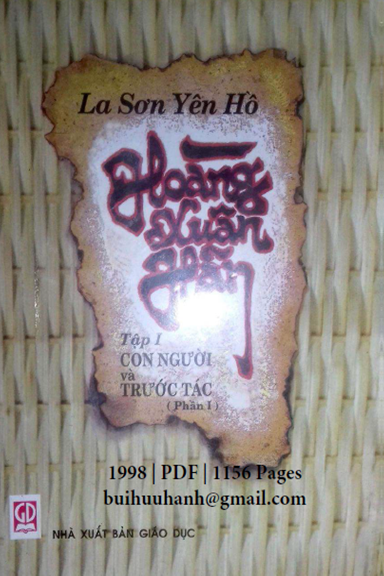 La Sơn Yên Hồ
Hoàng
Xuân
Hãn
Tập I
CON NGƯỜI
và
TRƯỚC TÁC
( Phần I )
1998 | PDF | 1156 Pages
buihuuhanh@gmail.com
GD
NHÀ XUẤT BẢN GIÁO DỤC